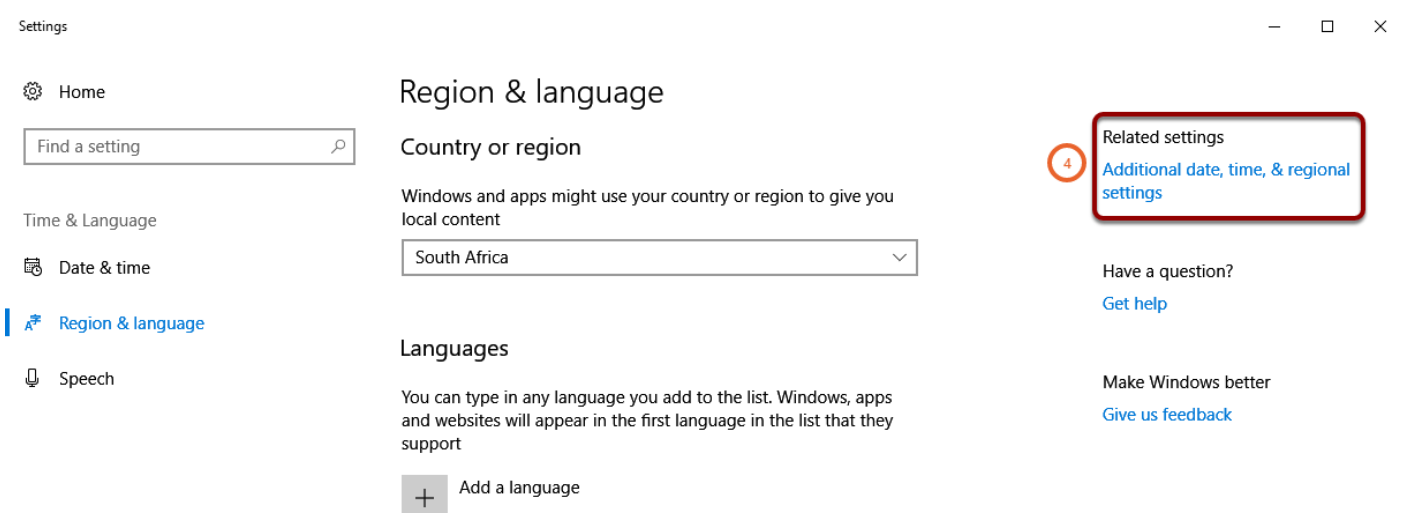 Settings
Home
Find a setting
Time & Language
Date & time
Region & language
Speech
Region & language
Country or region
Windows and apps might use your country or region to give you
local content
South Africa
Languages
You can type in any language you add to the list. Windows, apps
and websites will appear in the first language in the list that they
support
Add a language
4
Related settings
Additional date, time, & regional
settings
Have a question?
Get help
Make Windows better
Give us feedback